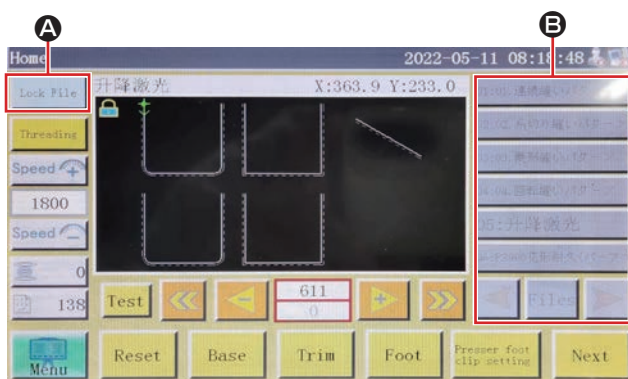 A
B
Home
2022-05-11 08:18:48
Lock File
升降激光
X:363.9 Y:233.0
Threading
Speed
1800
Speed
0
138
Test
611
0
05:升降激光
Files
Menu
Reset
Base
Trim
Foot
Presser foot
clip setting
Next